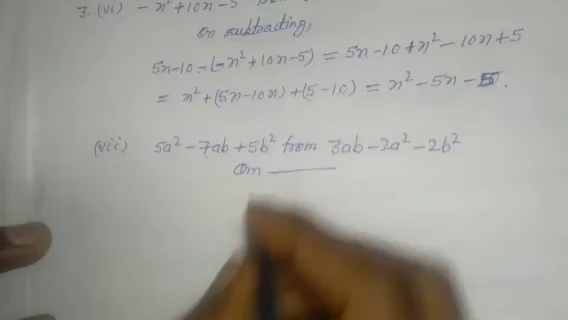 3. (vi) - x² + 10x - 5
On subtracting,
5x - 10 - (-x² + 10x - 5) = 5x - 10 + x² - 10x + 5
= x² + (5x - 10x) + (5 - 10) = x² - 5x - 5.
(vii) 5a² - 7ab + 5b² from 3ab - 2a² - 2b²
On